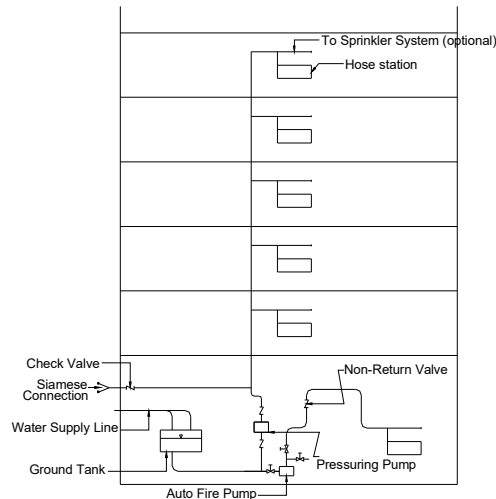 To Sprinkler System (optional)
Hose station
Check Valve
Siamese
Connection
Non-Return Valve
Water Supply Line
Ground Tank
Pressuring Pump
Auto Fire Pump